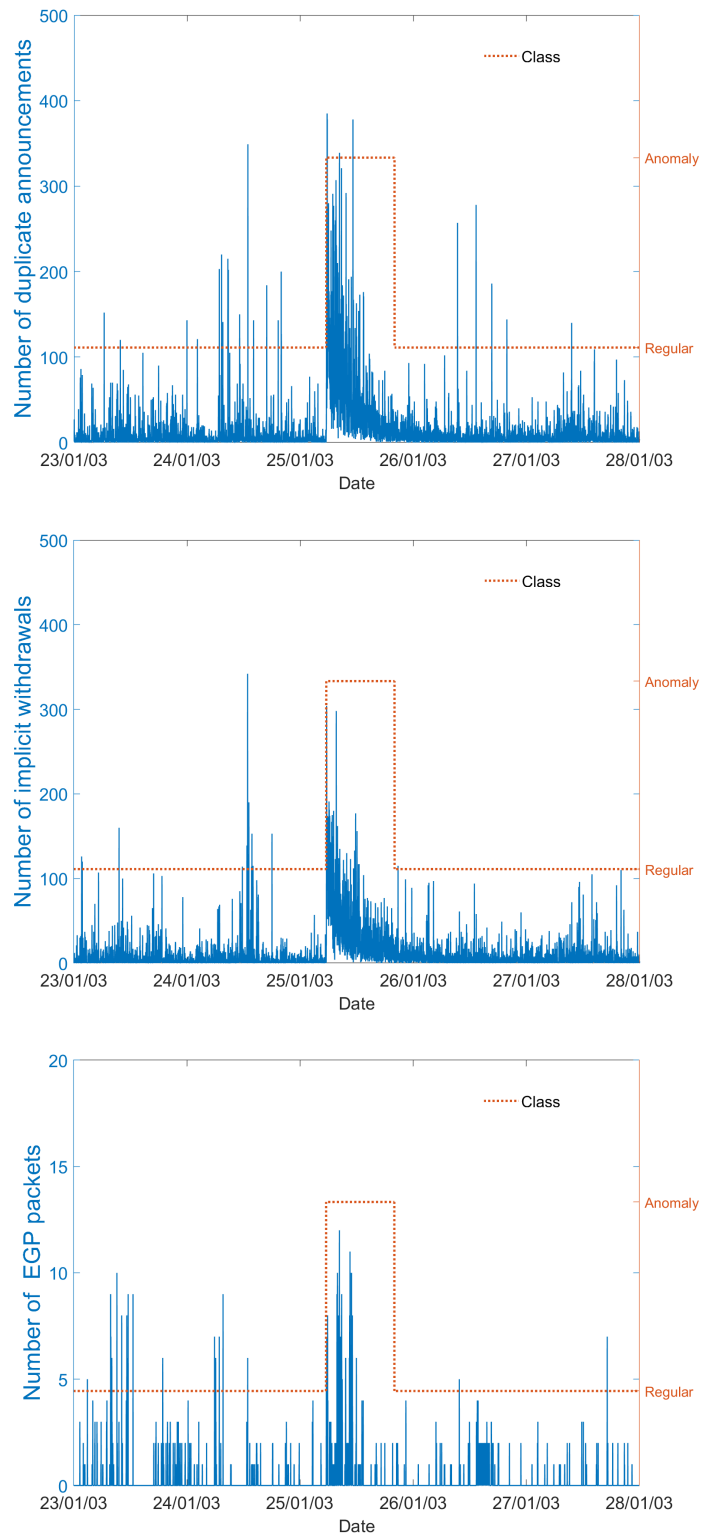 Number of duplicate announcements
500
400
300
200
100
0
Class
Anomaly
Regular
23/01/03 24/01/03 25/01/03 26/01/03 27/01/03 28/01/03
Date
Number of implicit withdrawals
500
400
300
200
100
0
Class
Anomaly
Regular
23/01/03 24/01/03 25/01/03 26/01/03 27/01/03 28/01/03
Date
Number of EGP packets
20
15
10
5
0
Class
Anomaly
Regular
23/01/03 24/01/03 25/01/03 26/01/03 27/01/03 28/01/03
Date